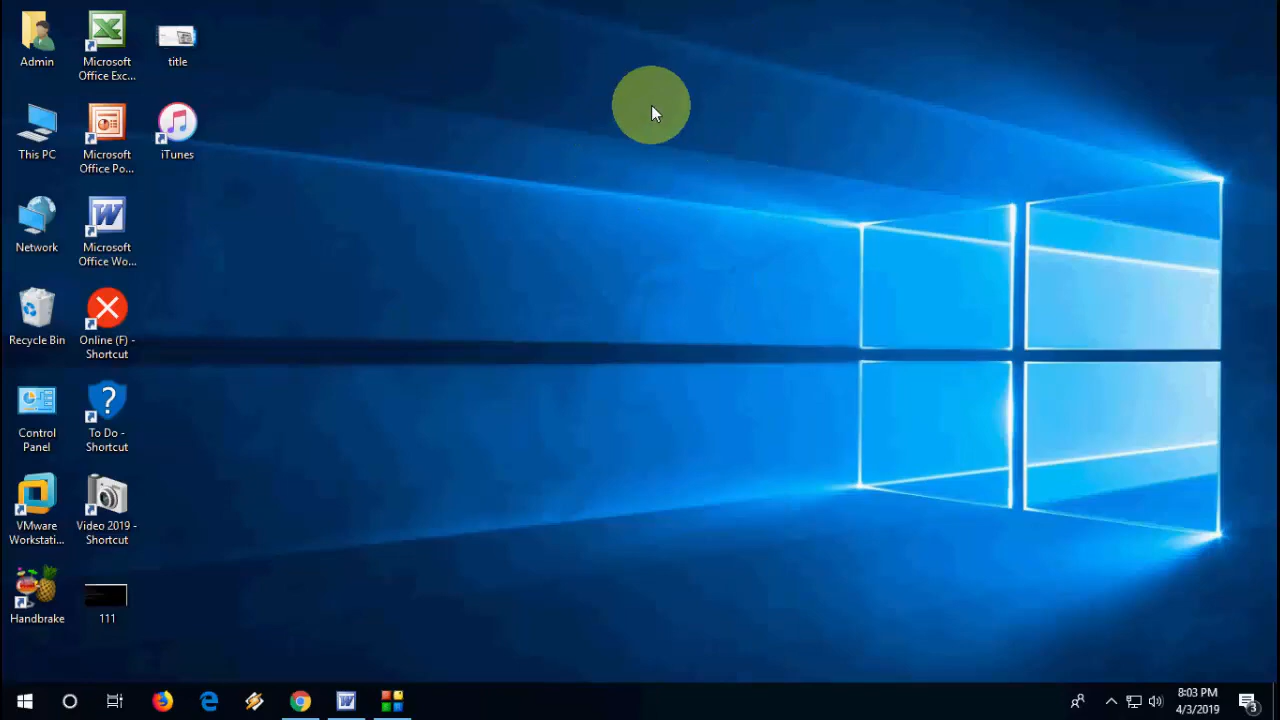 Admin
Microsoft
Office Exc...
title
This PC
Microsoft
Office Po...
iTunes
Network
Microsoft
Office Wo...
Recycle Bin
Online (F) -
Shortcut
Control
Panel
To Do -
Shortcut
VMware
Workstati...
Video 2019 -
Shortcut
Handbrake
111
8:03 PM
4/3/2019
3